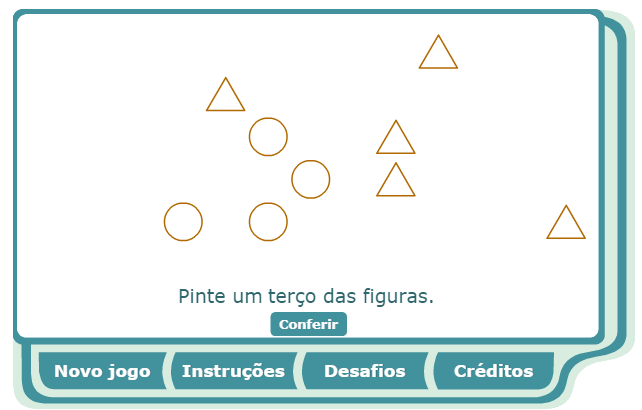 Pinte um terço das figuras.
Conferir
Novo jogo
Instruções
Desafios
Créditos